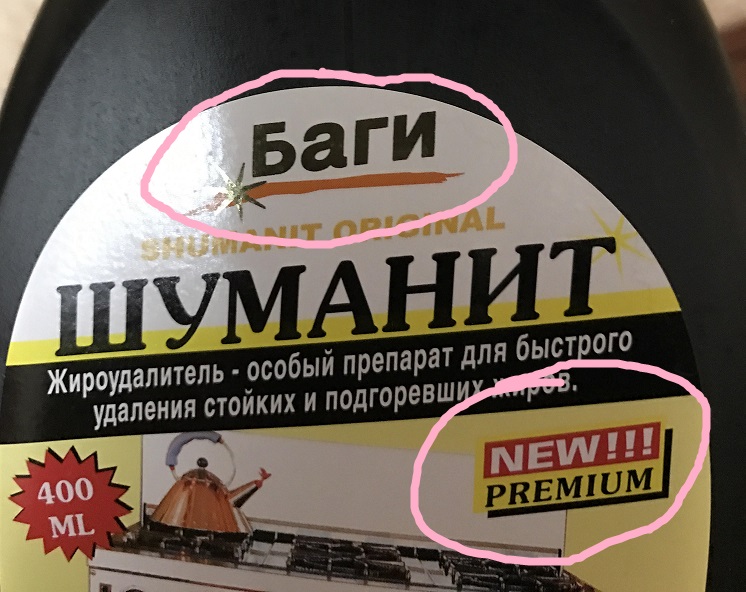 Баги
SHUMANIT ORIGINAL
ШУМАНИТ
Жироудалитель - особый препарат для быстрого
удаления стойких и подгоревших жиров.
400
ML
NEW!!!
PREMIUM